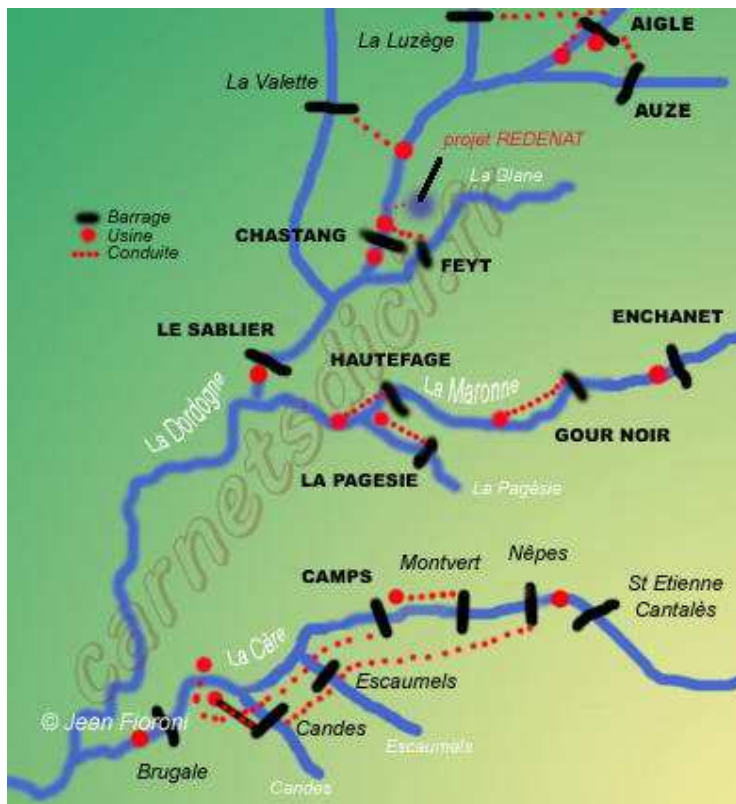 AIGLE
La Luzège
La Valette
AUZE
projet REDENAT
La Glane
Barrage
Usine
Conduite
CHASTANG
FEYT
LE SABLIER
ENCHANET
HAUTEFAGE
La Maronne
La Dordogne
GOUR NOIR
LA PAGESIE
La Pagésie
carnetsdici.fr
Nêpes
Montvert
CAMPS
St Etienne
Cantalès
La Cère
Escaumels
© Jean Fioroni
Candes
Escaumels
Brugale
Candes